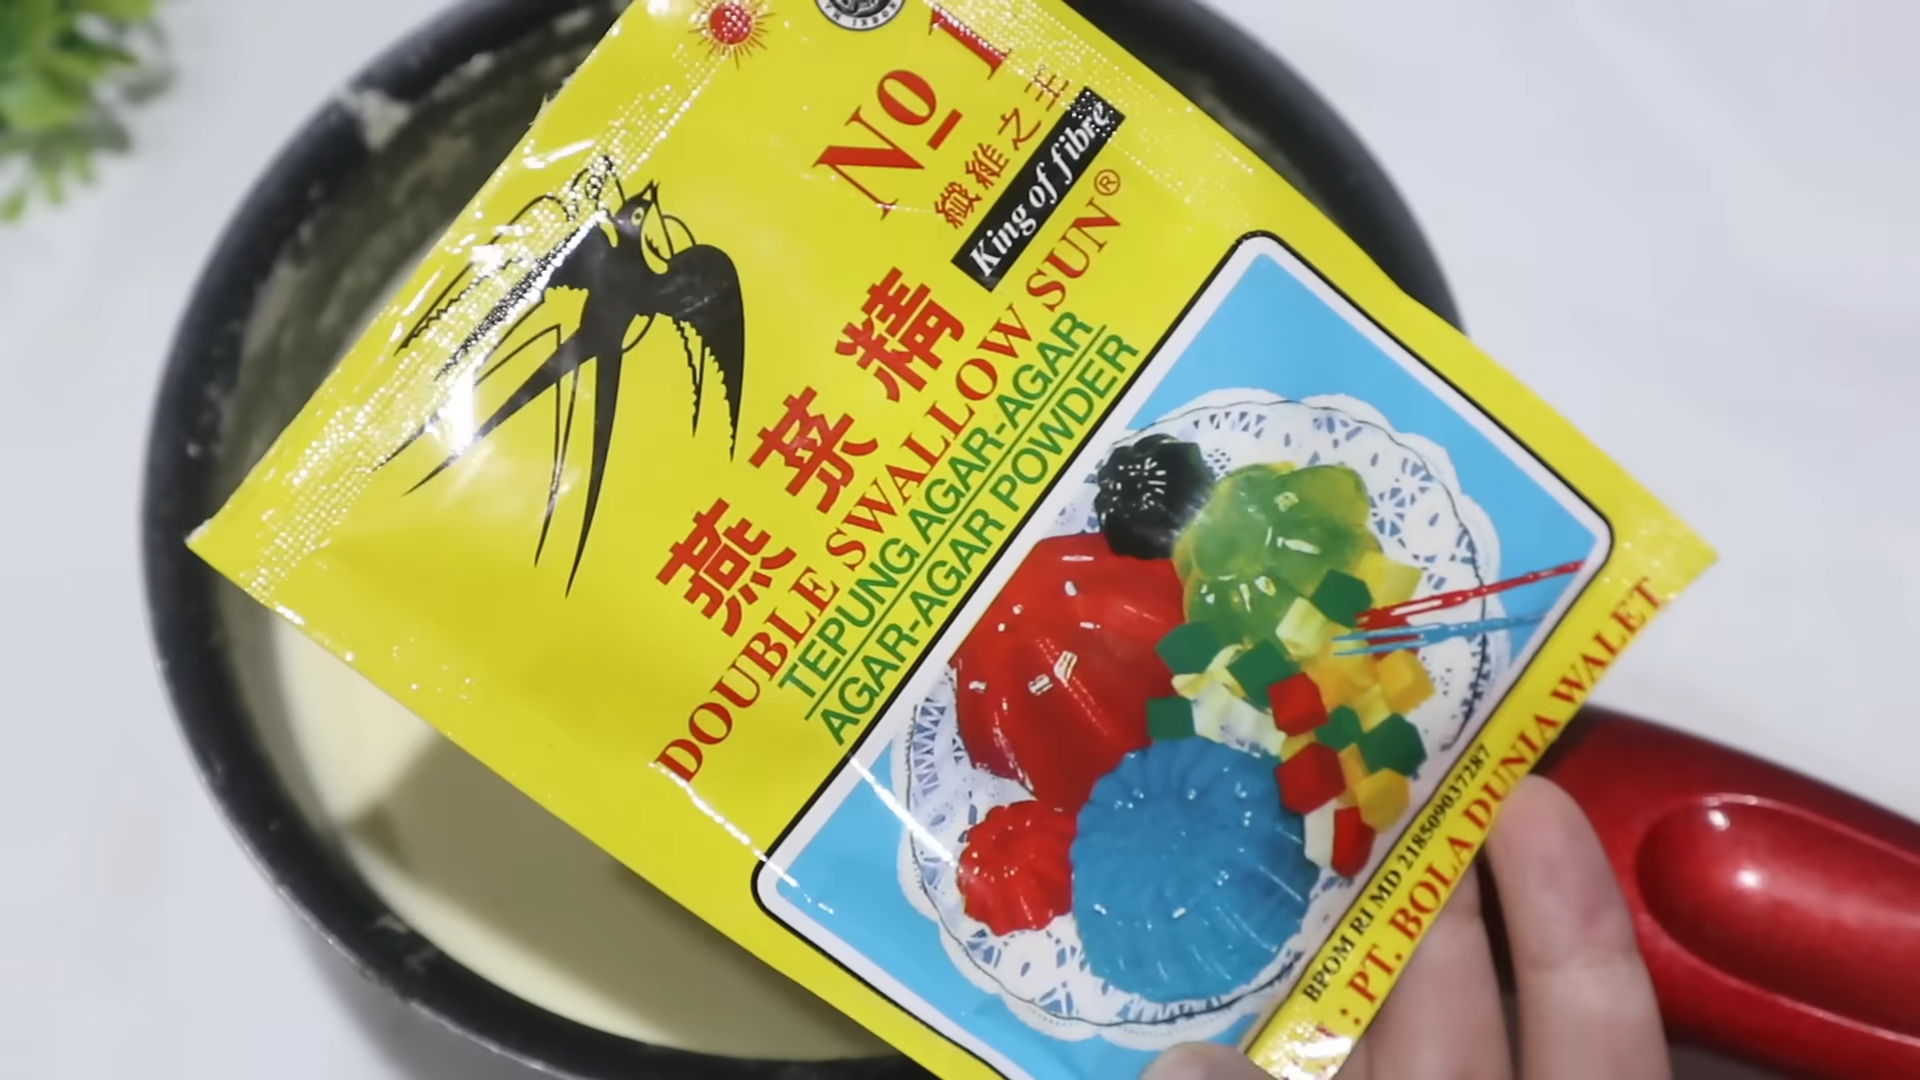 No 1
纖維之王
King of fibre
燕菜精
DOUBLE SWALLOW SUN®
TEPUNG AGAR-AGAR
AGAR-AGAR POWDER
BPOM RI MD 218509037287
: PT. BOLA DUNIA WALET